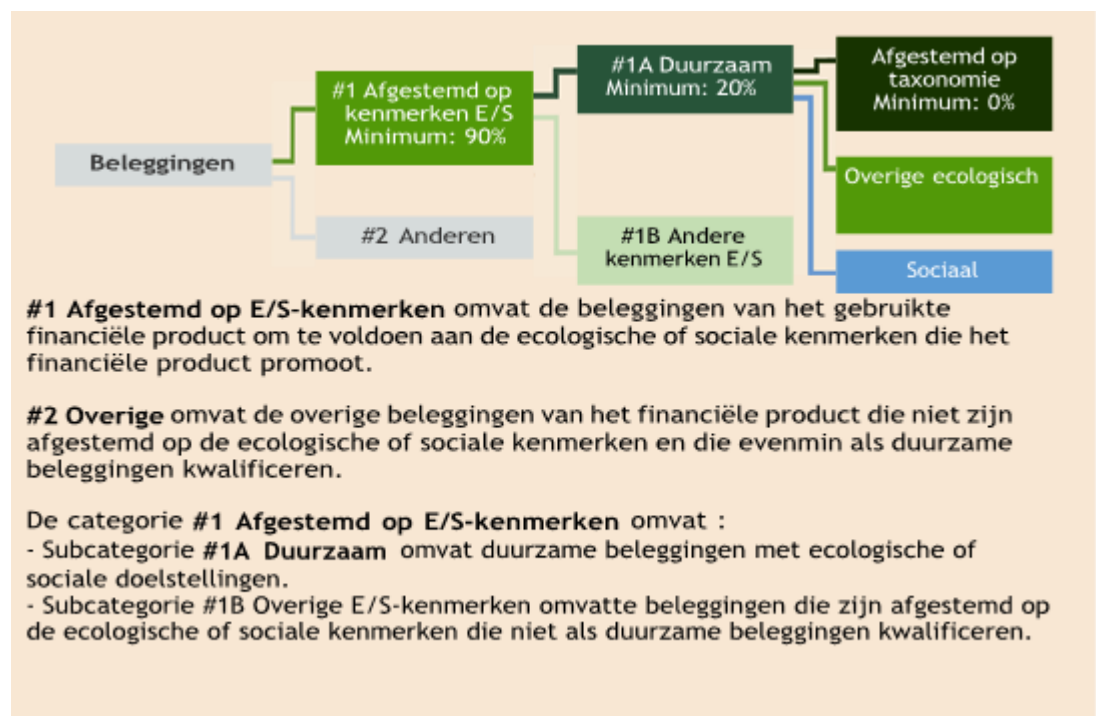 Beleggingen
#1 Afgestemd op
kenmerken E/S
Minimum: 90%
#2 Anderen
#1A Duurzaam
Minimum: 20%
#1B Andere
kenmerken E/S
Afgestemd op
taxonomie
Minimum: 0%
Overige ecologisch
Sociaal
#1 Afgestemd op E/S-kenmerken omvat de beleggingen van het gebruikte
financiële product om te voldoen aan de ecologische of sociale kenmerken die het
financiële product promoot.
#2 Overige omvat de overige beleggingen van het financiële product die niet zijn
afgestemd op de ecologische of sociale kenmerken en die evenmin als duurzame
beleggingen kwalificeren.
De categorie #1 Afgestemd op E/S-kenmerken omvat :
- Subcategorie #1A Duurzaam omvat duurzame beleggingen met ecologische of
sociale doelstellingen.
- Subcategorie #1B Overige E/S-kenmerken omvatte beleggingen die zijn afgestemd op
de ecologische of sociale kenmerken die niet als duurzame beleggingen kwalificeren.